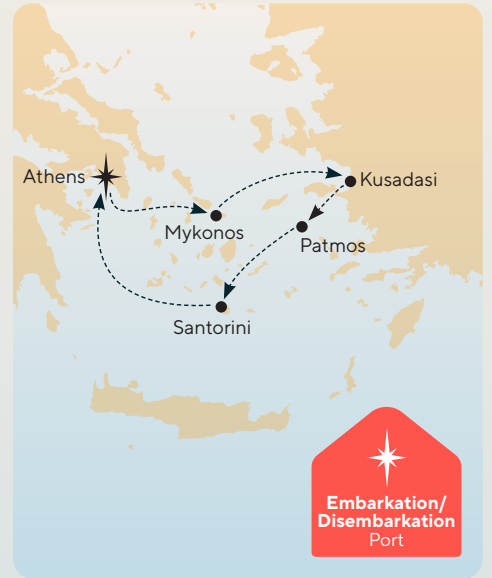 Athens
Kusadasi
Mykonos
Patmos
Santorini
Embarkation/
Disembarkation
Port